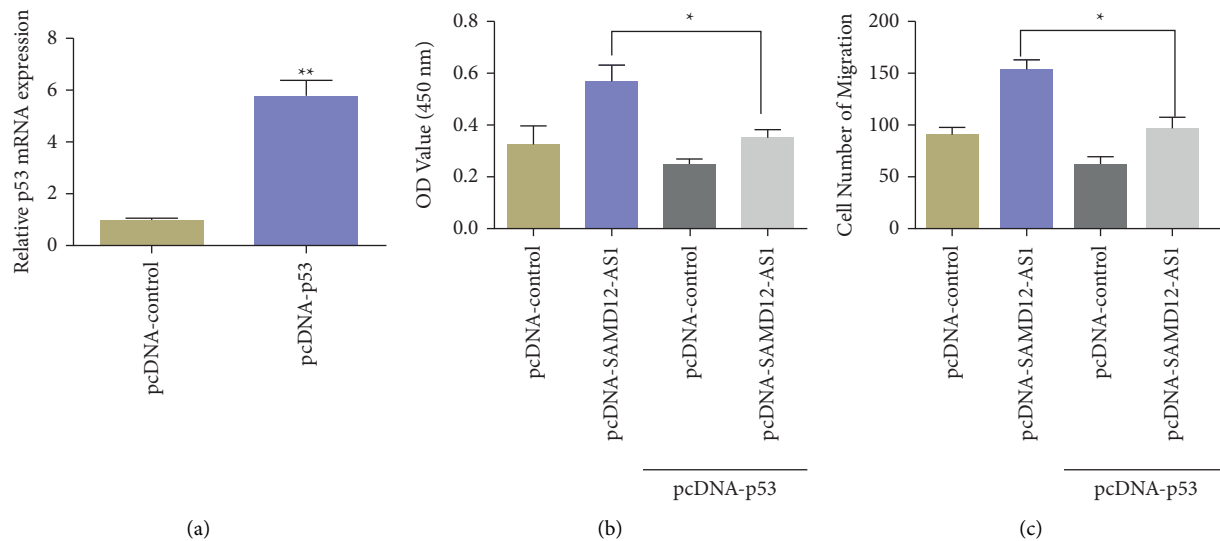 Relative p53 mRNA expression
8
6
4
2
0
**
pcDNA-control
pcDNA-p53
(a)
OD Value (450 nm)
0.8
0.6
0.4
0.2
0.0
*
pcDNA-control
pcDNA-SAMD12-AS1
pcDNA-control
pcDNA-SAMD12-AS1
pcDNA-p53
(b)
Cell Number of Migration
200
150
100
50
0
*
pcDNA-control
pcDNA-SAMD12-AS1
pcDNA-control
pcDNA-SAMD12-AS1
pcDNA-p53
(c)